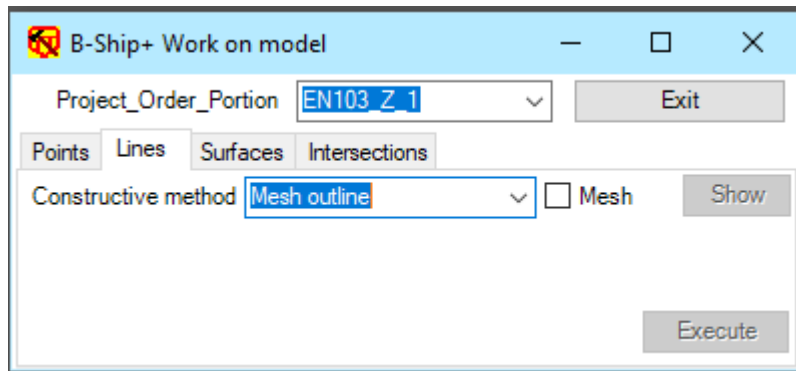 B-Ship+ Work on model
Project_Order_Portion EN103_Z_1 Exit
Points Lines Surfaces Intersections
Constructive method Mesh outline Mesh Show
Execute